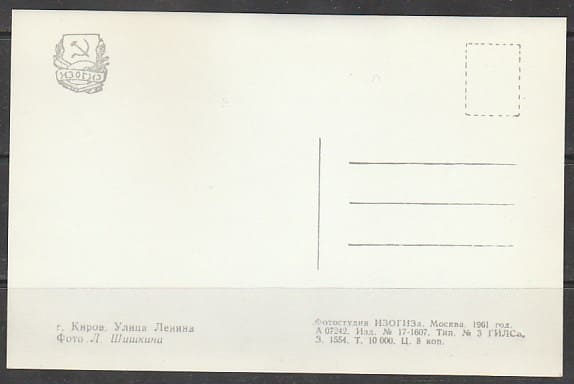 ИЗОГИЗ
г. Киров. Улица Ленина
Фото Л. Шишкина
Фотостудия ИЗОГИЗа. Москва. 1961 год.
А 07242. Изд. № 17-1607. Тип. № 3 ГИЛСа,
З. 1554. Т. 10 000. Ц. 8 коп.